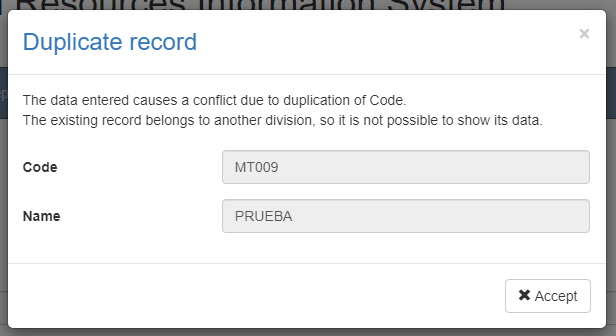 Resources Information System
Duplicate record
×
The data entered causes a conflict due to duplication of Code.
The existing record belongs to another division, so it is not possible to show its data.
Code
MT009
Name
PRUEBA
✖ Accept